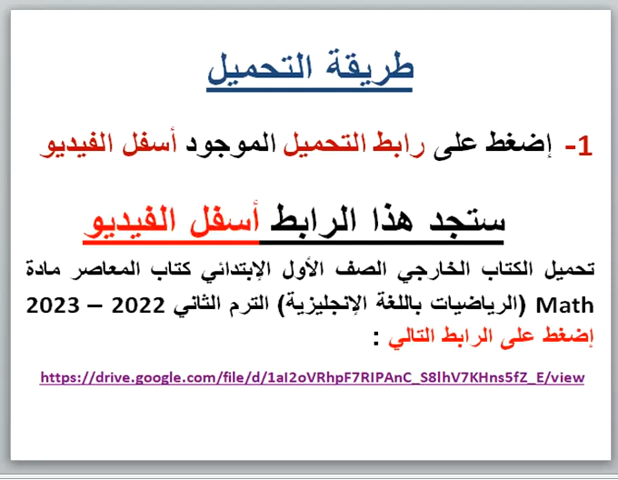 طريقة التحميل
1- إضغط على رابط التحميل الموجود أسفل الفيديو
ستجد هذا الرابط أسفل الفيديو
تحميل الكتاب الخارجي الصف الأول الإبتدائي كتاب المعاصر مادة
Math (الرياضيات باللغة الإنجليزية) الترم الثاني 2022 – 2023
إضغط على الرابط التالي :
https://drive.google.com/file/d/1aI2oVRhpF7RIPAnC_S8lhV7KHns5fZ_E/view